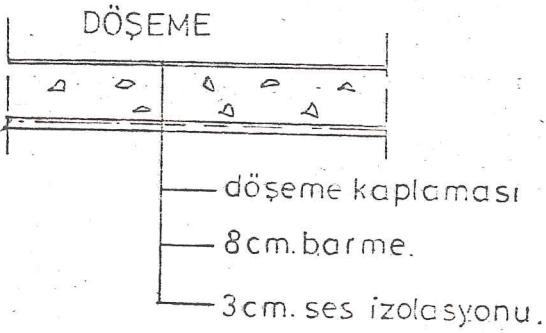 DÖŞEME
döşeme kaplaması
8cm. barme.
3cm. ses izolasyonu.